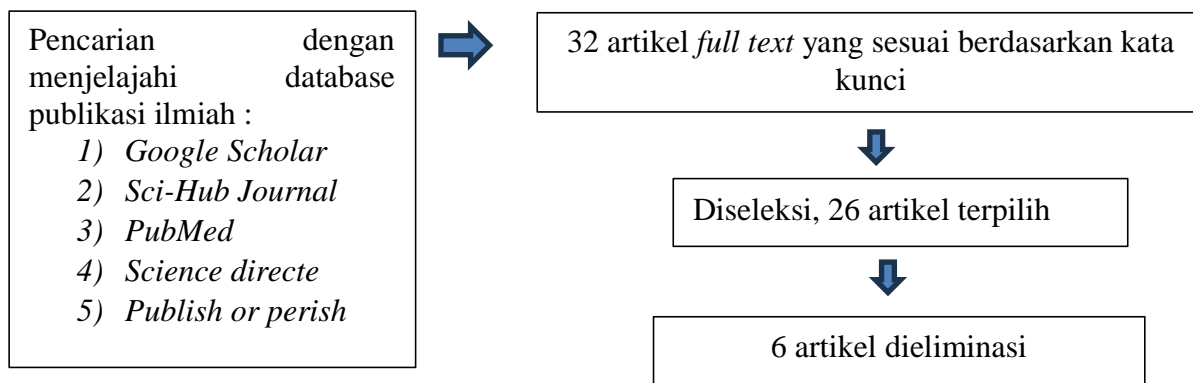 Pencarian dengan
menjelajahi database
publikasi ilmiah :
1) Google Scholar
2) Sci-Hub Journal
3) PubMed
4) Science directe
5) Publish or perish
32 artikel full text yang sesuai berdasarkan kata
kunci
Diseleksi, 26 artikel terpilih
6 artikel dieliminasi